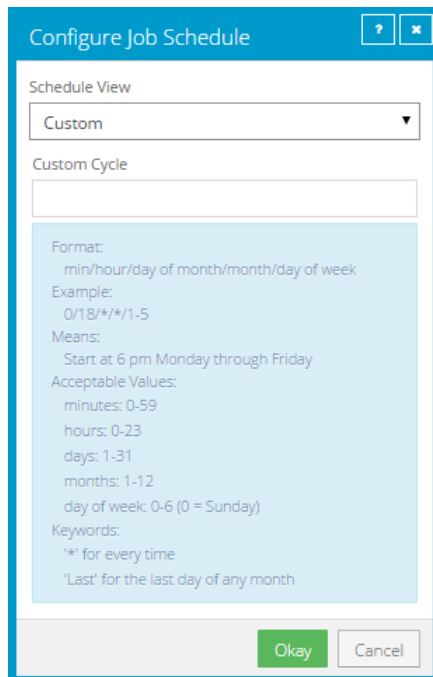 Configure Job Schedule
?
×
Schedule View
Custom
Custom Cycle
Format:
min/hour/day of month/month/day of week
Example:
0/18/*/*/1-5
Means:
Start at 6 pm Monday through Friday
Acceptable Values:
minutes: 0-59
hours: 0-23
days: 1-31
months: 1-12
day of week: 0-6 (0 = Sunday)
Keywords:
'*' for every time
'Last' for the last day of any month
Okay
Cancel